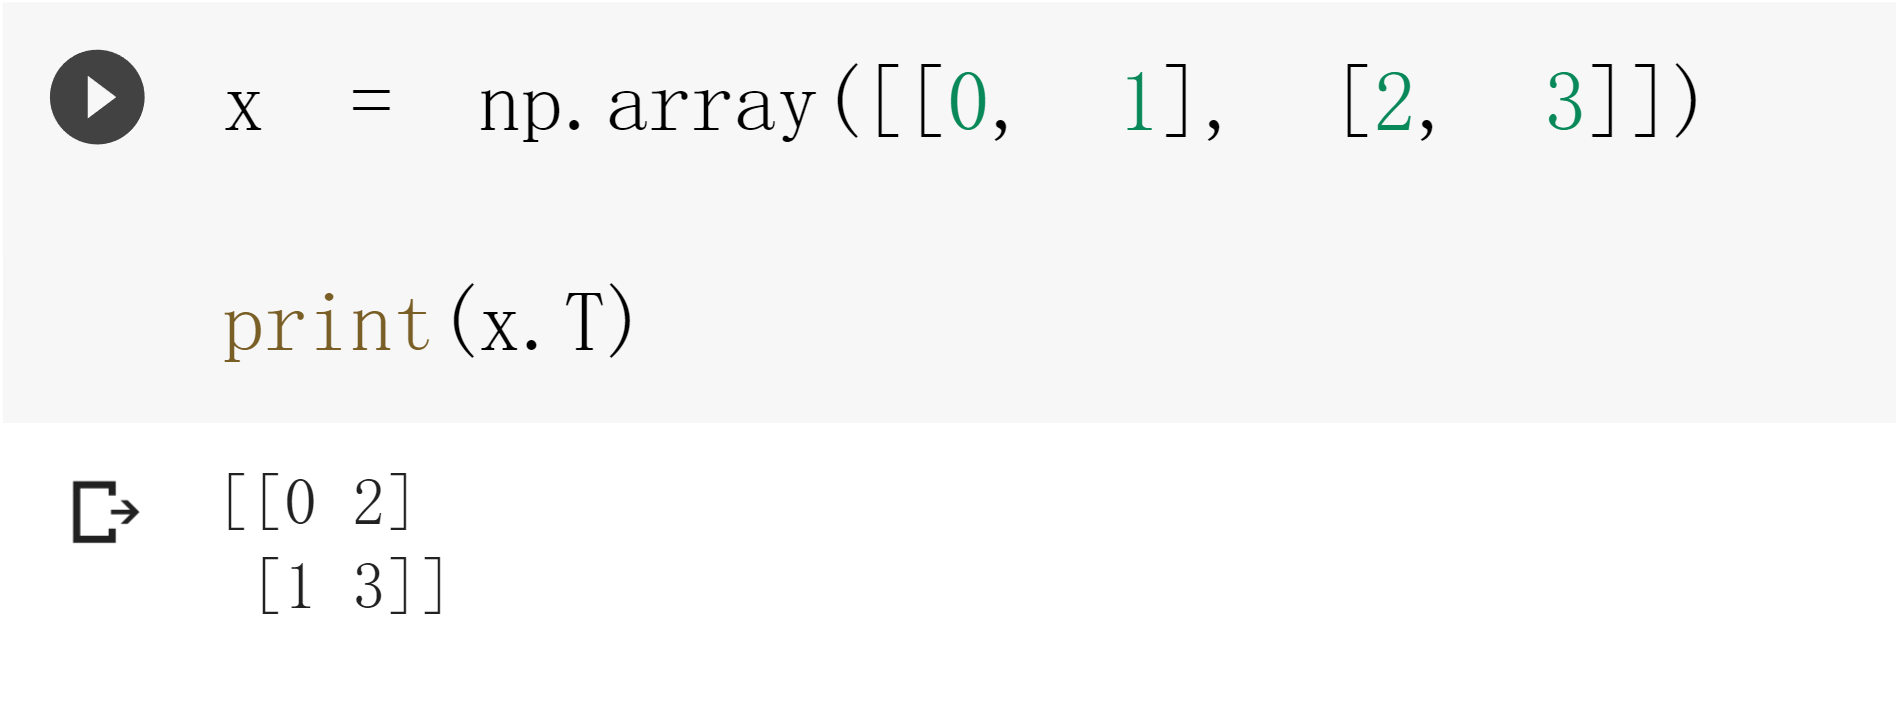 x = np.array([[0, 1], [2, 3]])
print(x.T)
[[0 2]
 [1 3]]